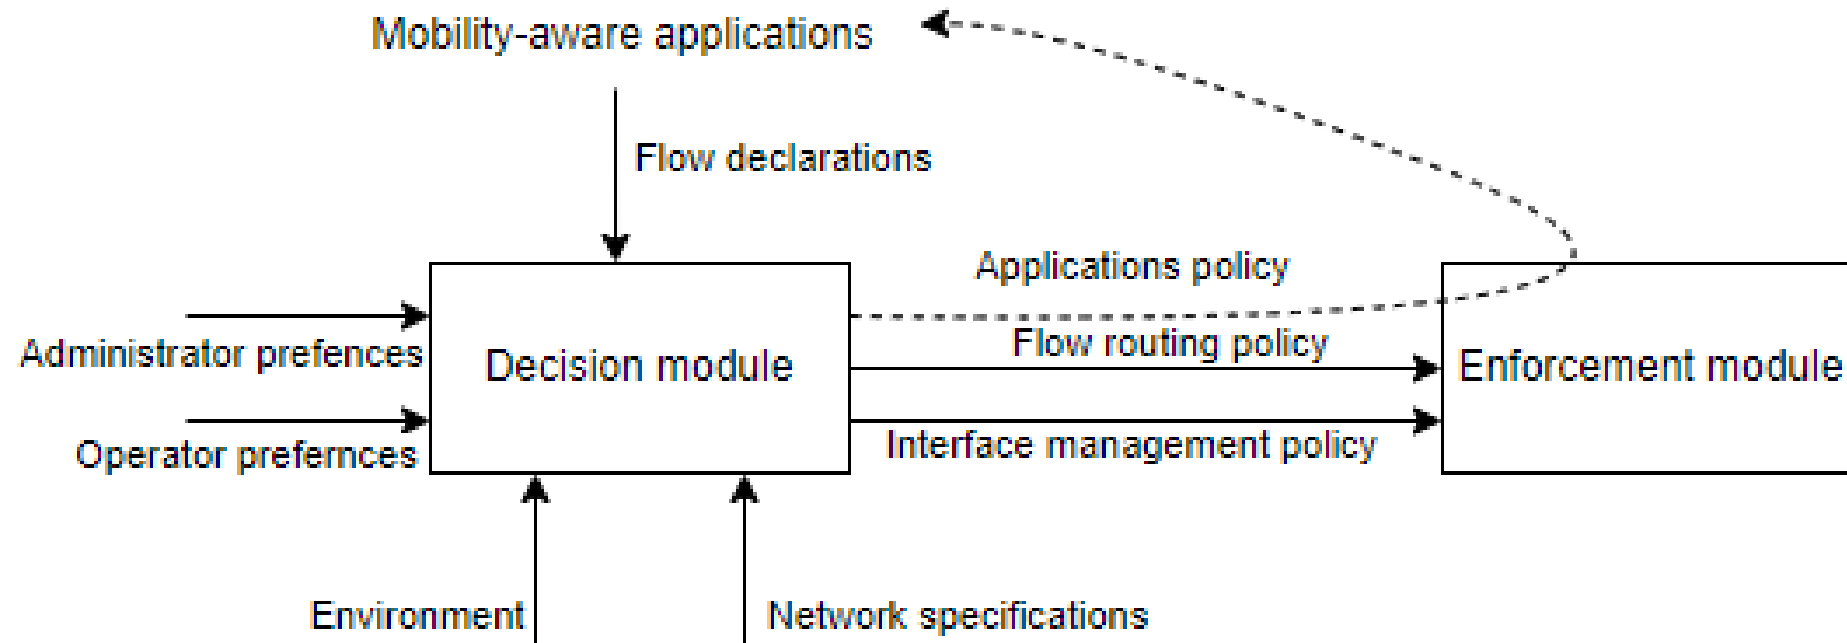 Mobility-aware applications
Flow declarations
Applications policy
Flow routing policy
Administrator prefences
Decision module
Enforcement module
Operator prefernces
Interface management policy
Environment
Network specifications